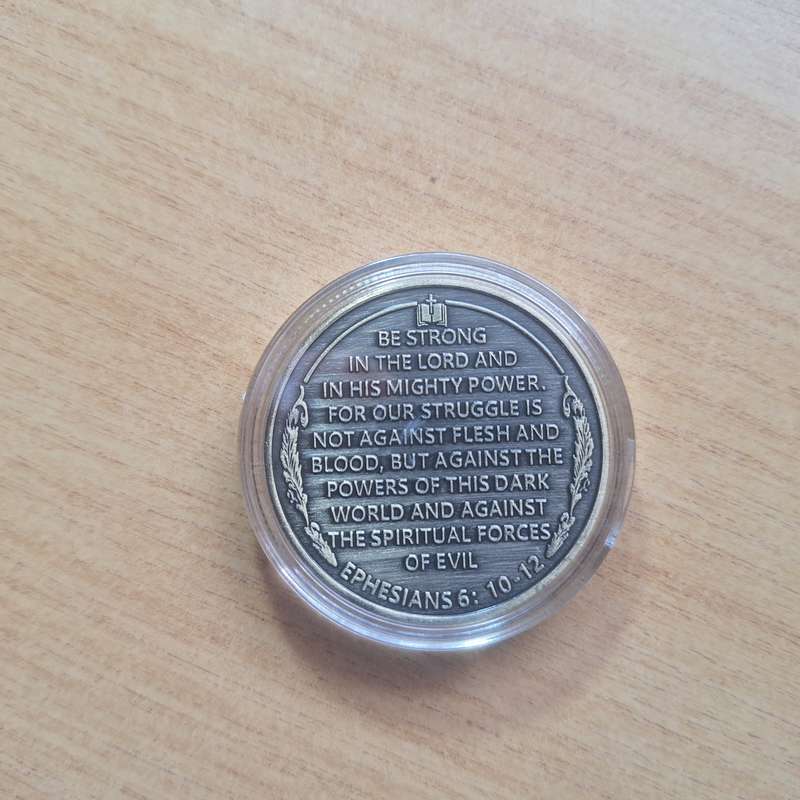 BE STRONG
IN THE LORD AND
IN HIS MIGHTY POWER.
FOR OUR STRUGGLE IS
NOT AGAINST FLESH AND
BLOOD, BUT AGAINST THE
POWERS OF THIS DARK
WORLD AND AGAINST
THE SPIRITUAL FORCES
OF EVIL
EPHESIANS 6: 10-12